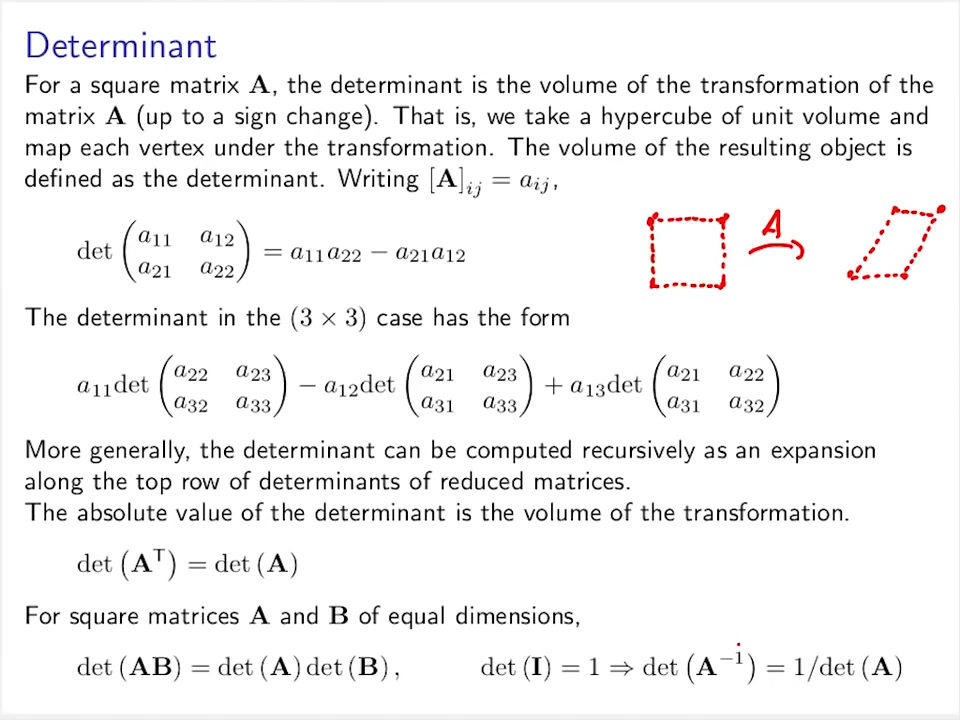 Determinant
For a square matrix A, the determinant is the volume of the transformation of the
matrix A (up to a sign change). That is, we take a hypercube of unit volume and
map each vertex under the transformation. The volume of the resulting object is
defined as the determinant. Writing [A]ij = aij,
A
det (a11 a12
a21 a22) = a11a22 − a21a12
The determinant in the (3 × 3) case has the form
a11det (a22 a23
a32 a33) − a12det (a21 a23
a31 a33) + a13det (a21 a22
a31 a32)
More generally, the determinant can be computed recursively as an expansion
along the top row of determinants of reduced matrices.
The absolute value of the determinant is the volume of the transformation.
det (Aᵀ) = det (A)
For square matrices A and B of equal dimensions,
det (AB) = det (A) det (B), det (I) = 1 ⇒ det (A⁻¹) = 1/det (A)